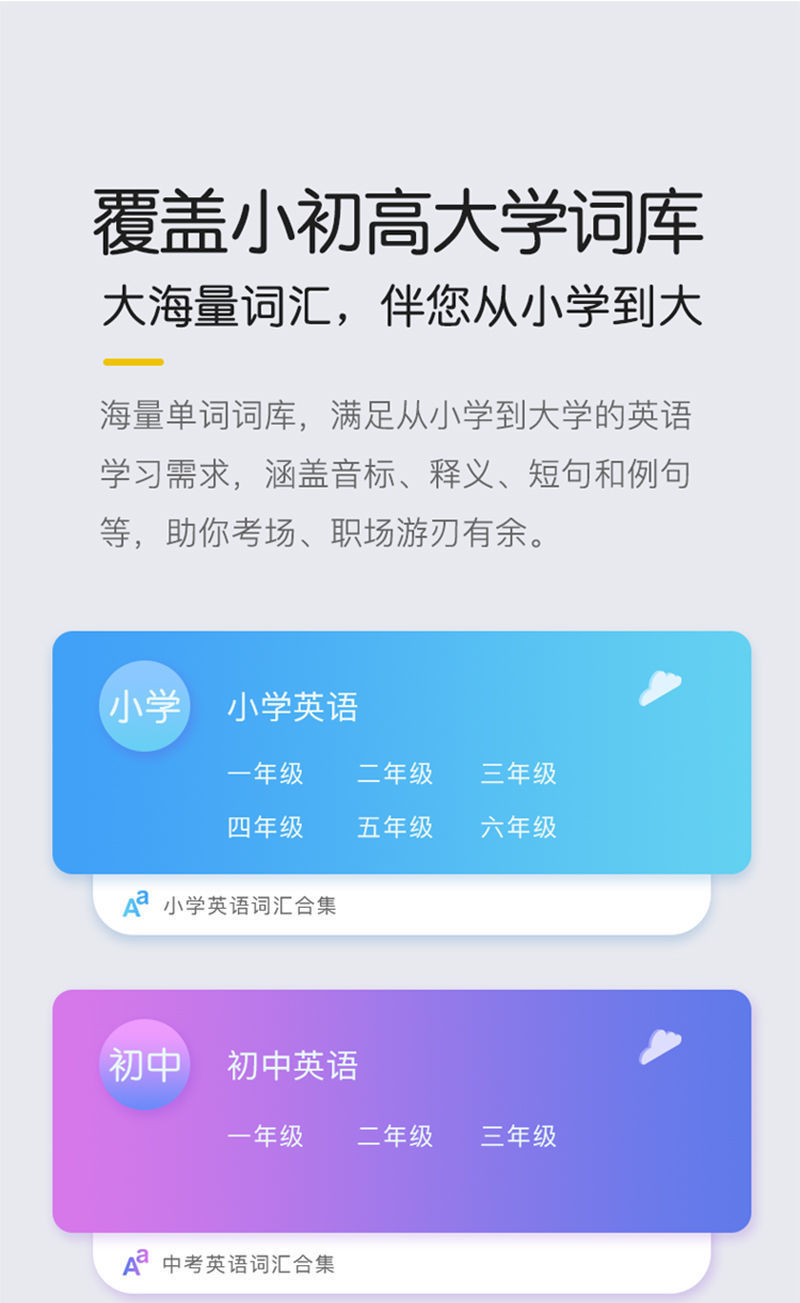 覆盖小初高大学词库
大海量词汇，伴您从小学到大
海量单词词库，满足从小学到大学的英语
学习需求，涵盖音标、释义、短句和例句
等，助你考场、职场游刃有余。
小学 小学英语
一年级 二年级 三年级
四年级 五年级 六年级
Aa 小学英语词汇合集
初中 初中英语
一年级 二年级 三年级
Aa 中考英语词汇合集